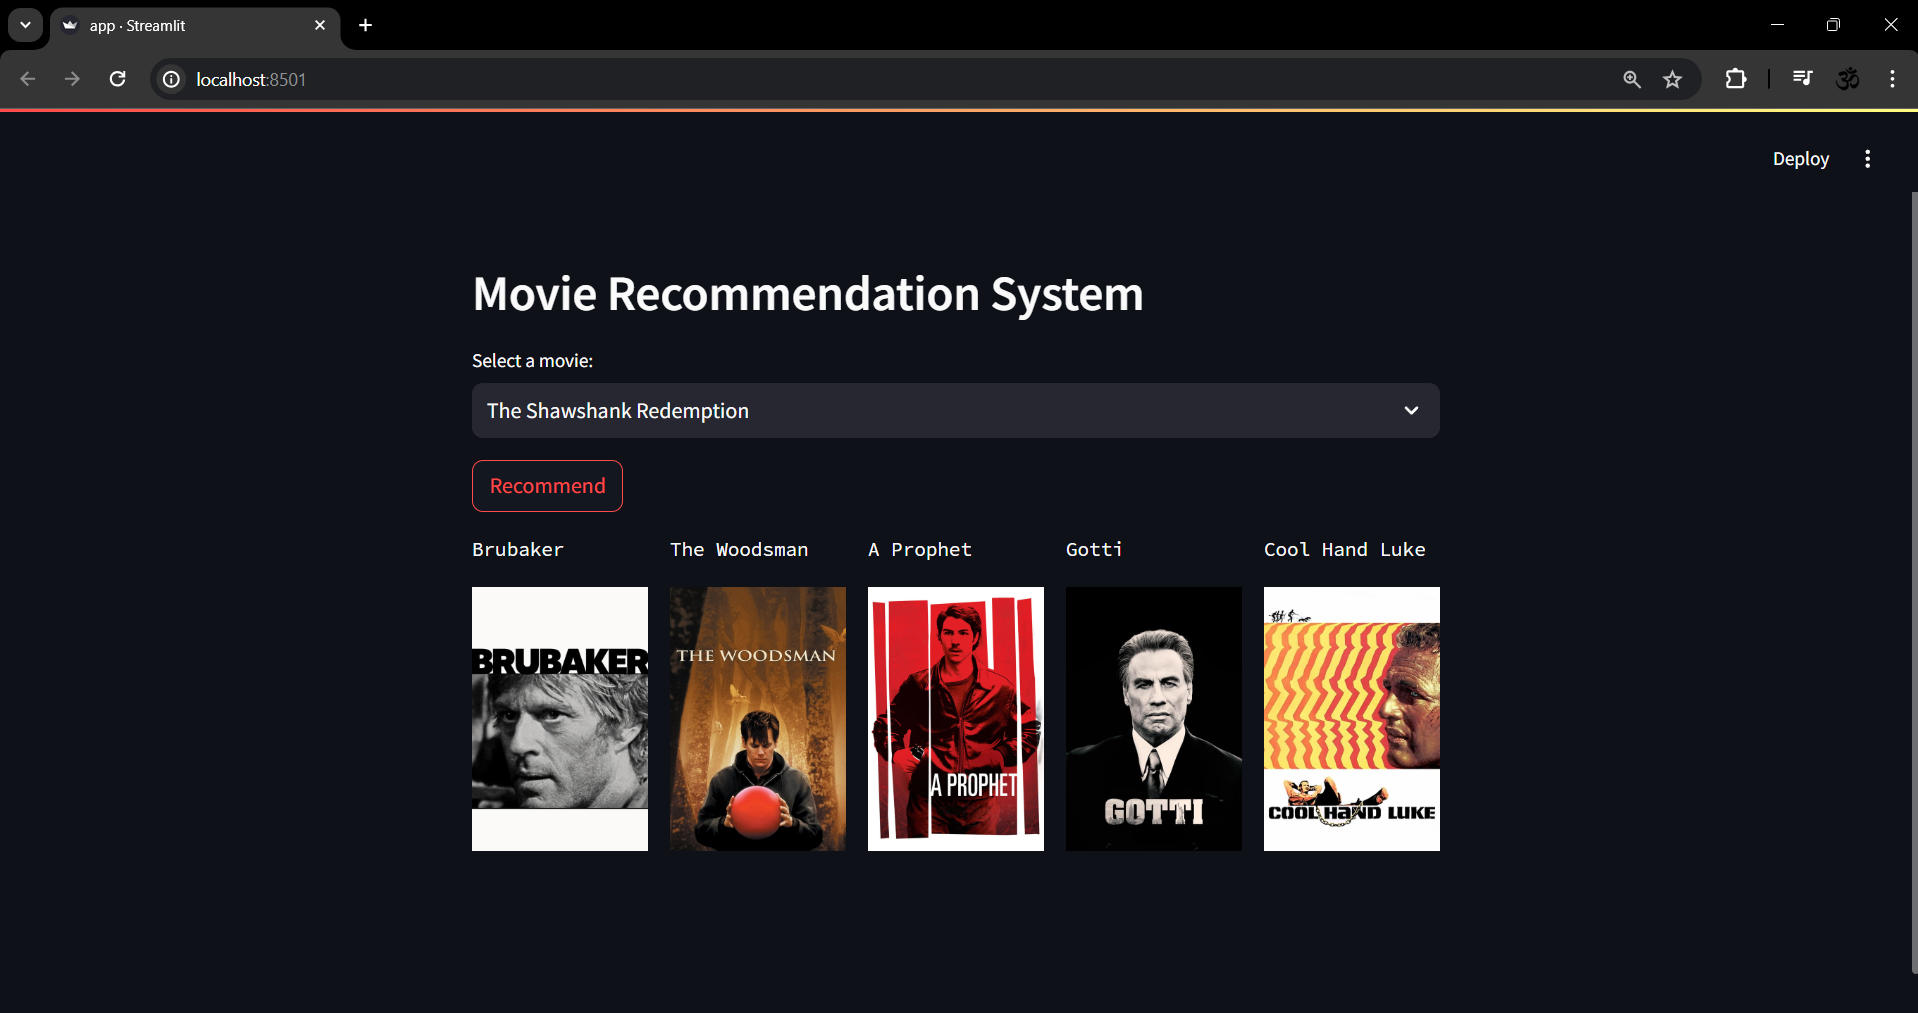 app · Streamlit
localhost:8501
Deploy
Movie Recommendation System
Select a movie:
The Shawshank Redemption
Recommend
Brubaker
The Woodsman
A Prophet
Gotti
Cool Hand Luke
BRUBAKER
THE WOODSMAN
A PROPHET
GOTTI
COOL HAND LUKE